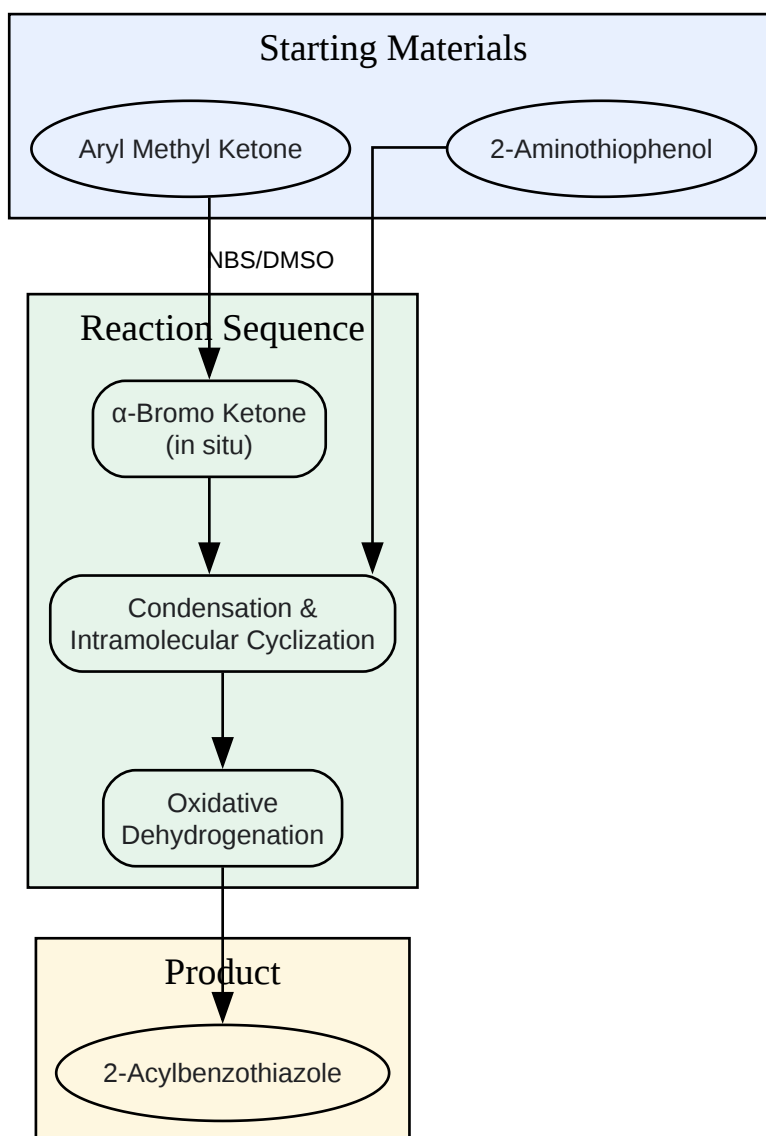 Starting Materials
Aryl Methyl Ketone
2-Aminothiophenol
NBS/DMSO
Reaction Sequence
α-Bromo Ketone
(in situ)
Condensation &
Intramolecular Cyclization
Oxidative
Dehydrogenation
Product
2-Acylbenzothiazole